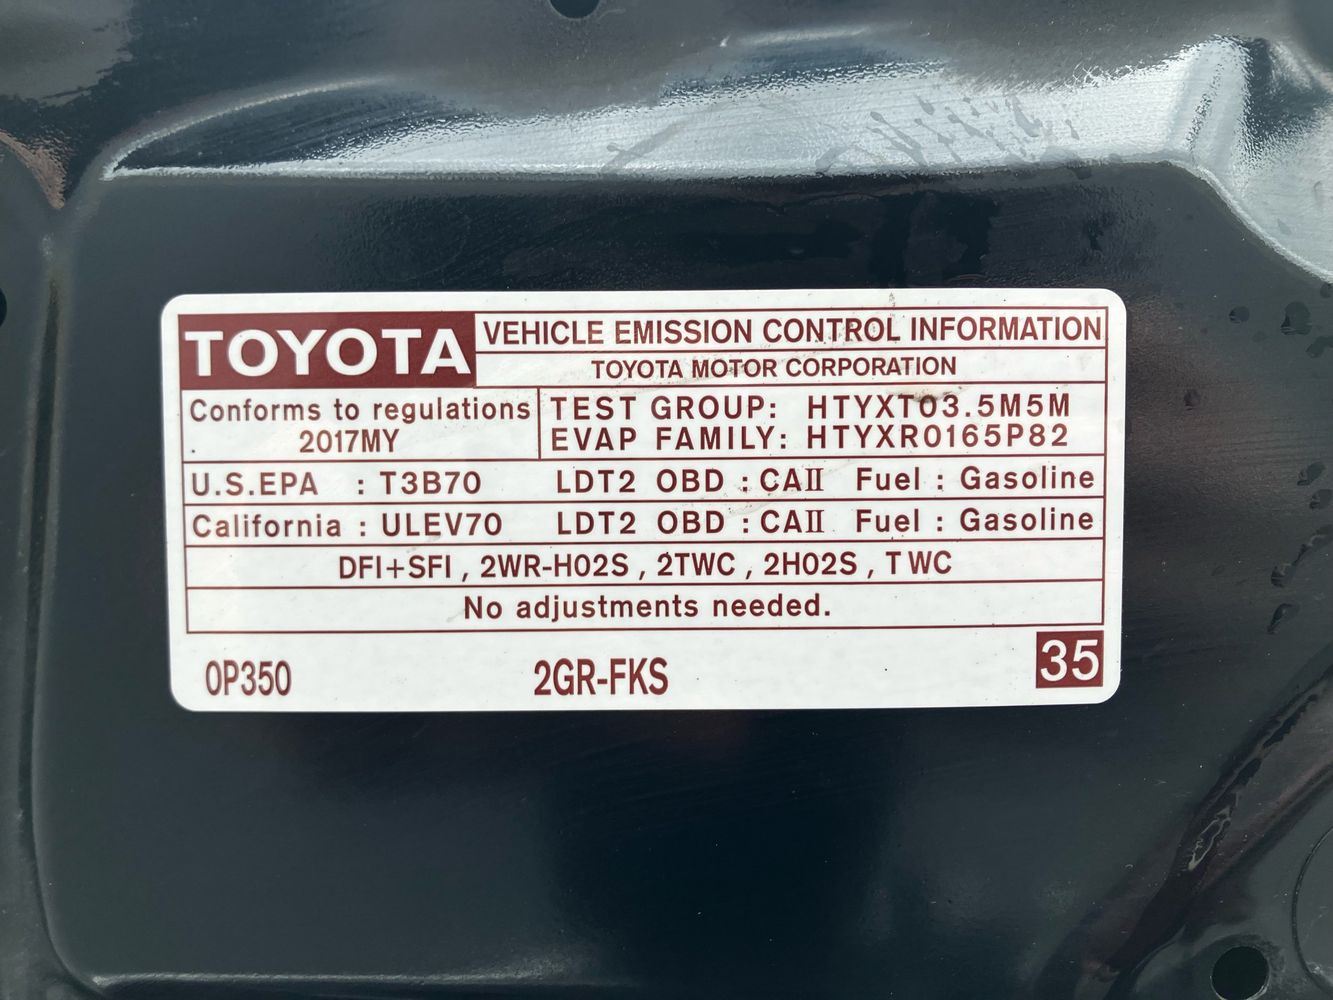 TOYOTA VEHICLE EMISSION CONTROL INFORMATION
TOYOTA MOTOR CORPORATION
Conforms to regulations
2017MY
TEST GROUP: HTYXT03.5M5M
EVAP FAMILY: HTYXR0165P82
U.S.EPA : T3B70 LDT2 OBD : CAII Fuel : Gasoline
California : ULEV70 LDT2 OBD : CAII Fuel : Gasoline
DFI+SFI , 2WR-HO2S , 2TWC , 2HO2S , TWC
No adjustments needed.
0P350 2GR-FKS 35